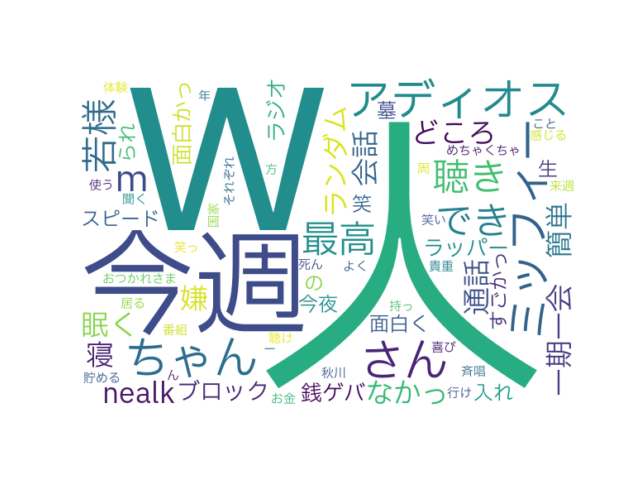 体験
W
年
ラジオ
アディオス
若様
られ
面白かっ
ランダム
墓
会話
どころ
こと
感じる
めちゃくちゃ
それぞれ
方
人
周
聴き
ミッフィー
生
来週
使う
m
聞く
スピード
国家
笑
笑い
でき
簡単
今週
笑っ
最高
ラッパー
おつかれさま
死ん
よく
貴重
通話
すごかっ
居る
嫌
の
今夜
持っ
眠く
番組
聴け
ー
面白く
一期一会
寝
ちゃん
さん
喜び
貯める
ん
秋川
斉唱
nealk
ブロック
お金
銭ゲバ
なかっ
行け
入れ